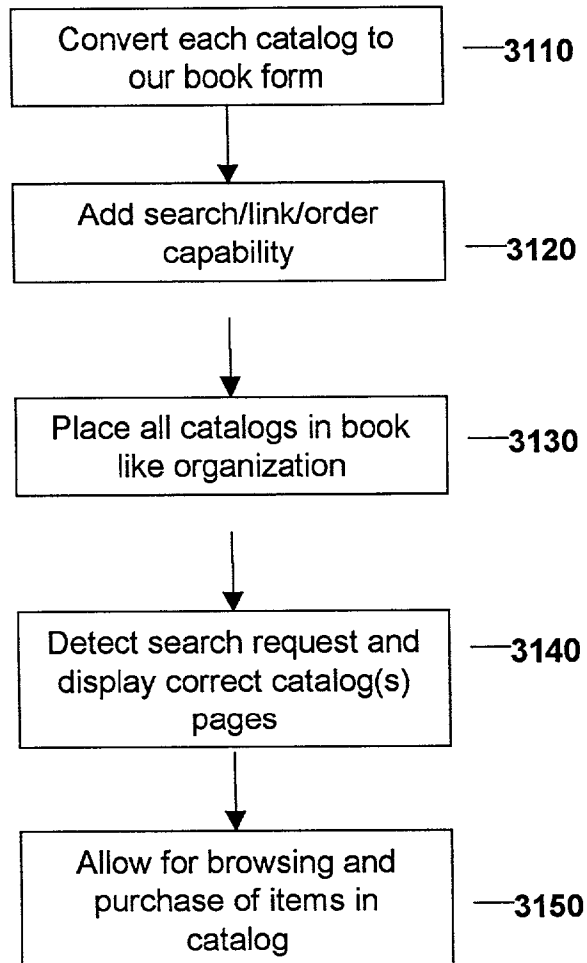 Convert each catalog to
our book form
3110
Add search/link/order
capability
3120
Place all catalogs in book
like organization
3130
Detect search request and
display correct catalog(s)
pages
3140
Allow for browsing and
purchase of items in
catalog
3150